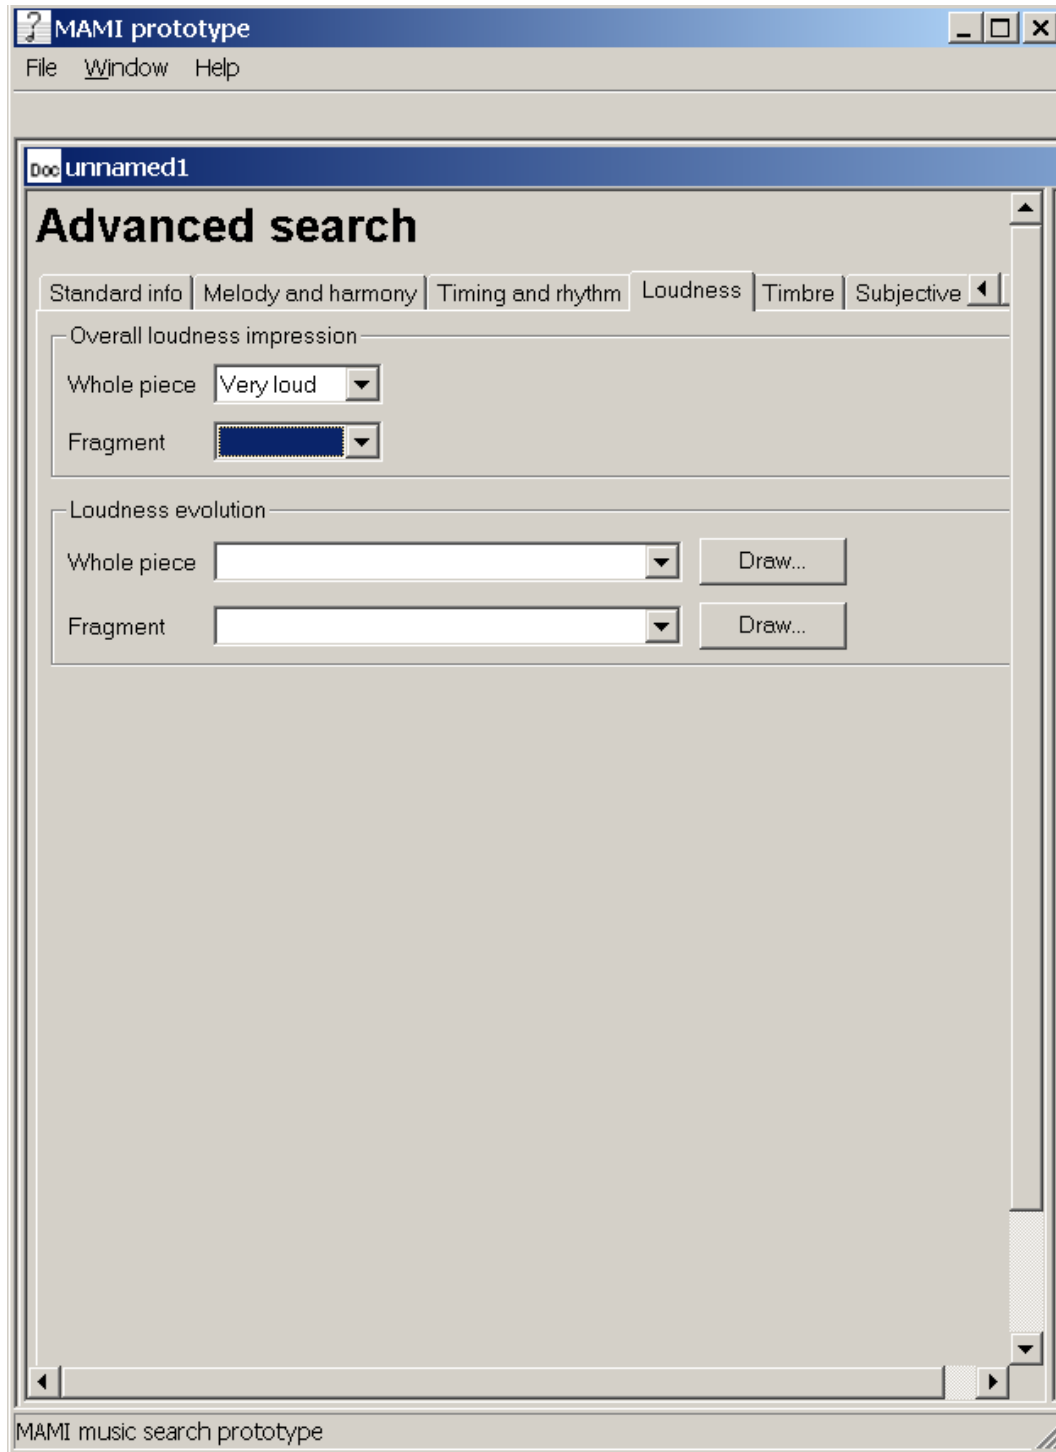 MAMI prototype
File Window Help
Doc unnamed1
Advanced search
Standard info Melody and harmony Timing and rhythm Loudness Timbre Subjective
Overall loudness impression
Whole piece Very loud
Fragment
Loudness evolution
Whole piece Draw...
Fragment Draw...
MAMI music search prototype